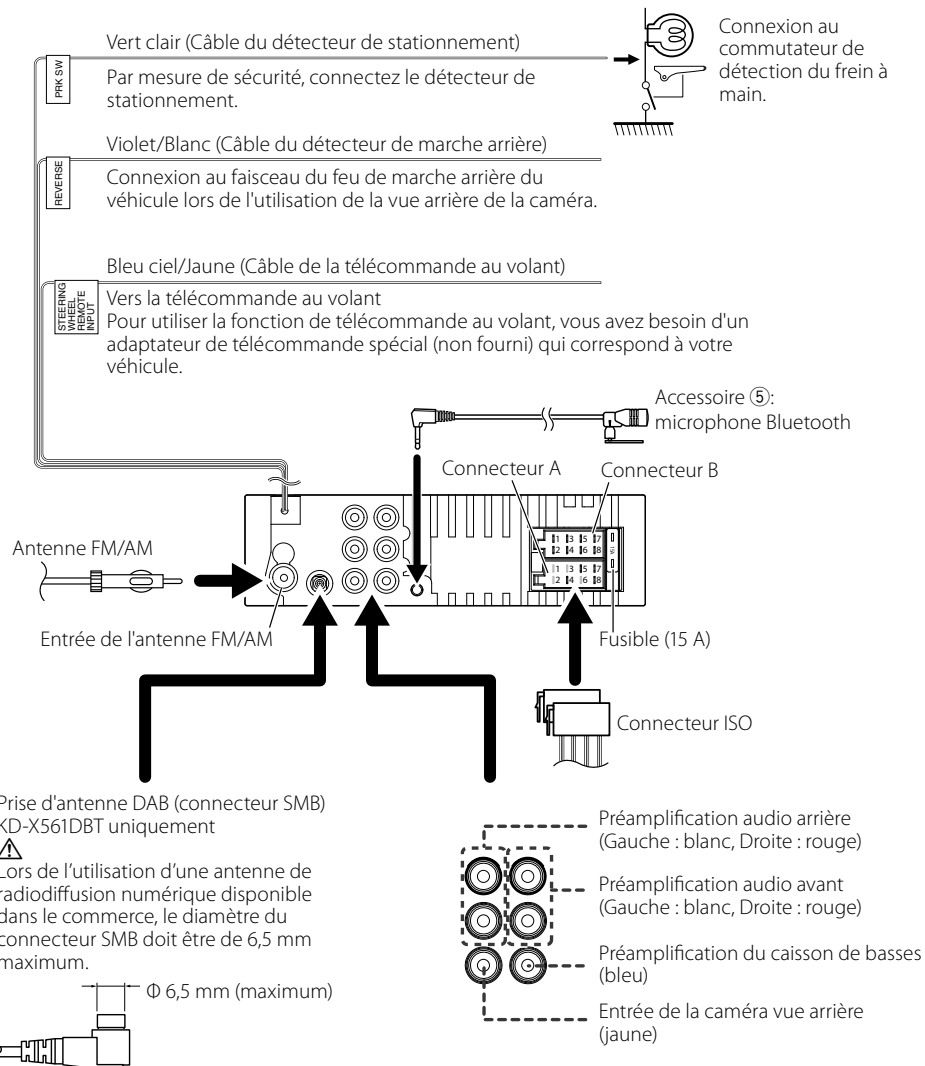 Vert clair (Câble du détecteur de stationnement)
PRK SW
Par mesure de sécurité, connectez le détecteur de
stationnement.
Connexion au
commutateur de
détection du frein à
main.
Violet/Blanc (Câble du détecteur de marche arrière)
REVERSE
Connexion au faisceau du feu de marche arrière du
véhicule lors de l'utilisation de la vue arrière de la caméra.
Bleu ciel/Jaune (Câble de la télécommande au volant)
STEERING
WHEEL
REMOTE
INPUT
Vers la télécommande au volant
Pour utiliser la fonction de télécommande au volant, vous avez besoin d'un
adaptateur de télécommande spécial (non fourni) qui correspond à votre
véhicule.
Accessoire ⑤:
microphone Bluetooth
Connecteur A
Connecteur B
1 3 5 7
2 4 6 8
15A
1 3 5 7
2 4 6 8
Antenne FM/AM
Entrée de l'antenne FM/AM
Fusible (15 A)
Connecteur ISO
Prise d'antenne DAB (connecteur SMB)
KD-X561DBT uniquement
Lors de l’utilisation d’une antenne de
radiodiffusion numérique disponible
dans le commerce, le diamètre du
connecteur SMB doit être de 6,5 mm
maximum.
Φ 6,5 mm (maximum)
Préamplification audio arrière
(Gauche : blanc, Droite : rouge)
Préamplification audio avant
(Gauche : blanc, Droite : rouge)
Préamplification du caisson de basses
(bleu)
Entrée de la caméra vue arrière
(jaune)